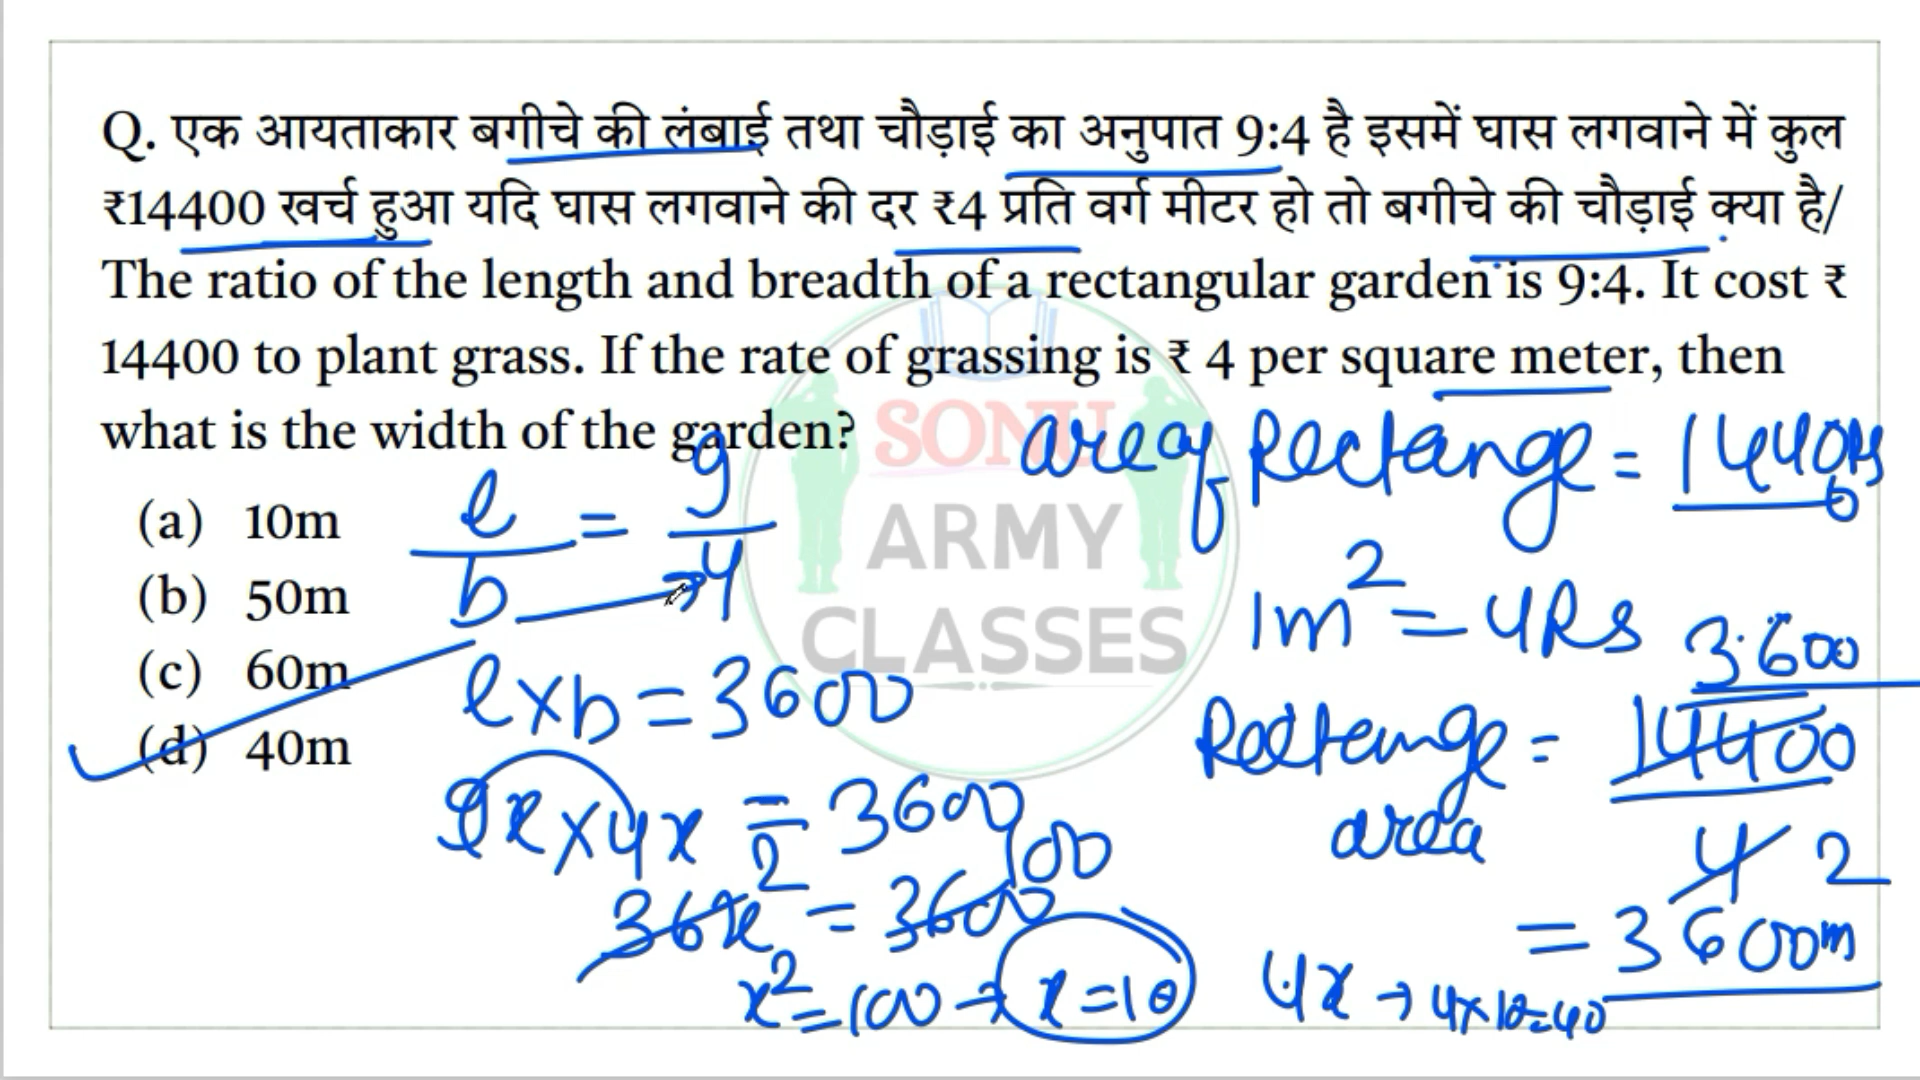 Q. एक आयताकार बगीचे की लंबाई तथा चौड़ाई का अनुपात 9:4 है इसमें घास लगवाने में कुल
₹14400 खर्च हुआ यदि घास लगवाने की दर ₹4 प्रति वर्ग मीटर हो तो बगीचे की चौड़ाई क्या है/
The ratio of the length and breadth of a rectangular garden is 9:4. It cost ₹
14400 to plant grass. If the rate of grassing is ₹ 4 per square meter, then
what is the width of the garden?
(a) 10m
(b) 50m
(c) 60m
(d) 40m
SONU
ARMY
CLASSES
l/b = 9/4
l×b = 3600
9x×4x = 3600
36x² = 3600 100
x² = 100 → x = 10
area of Rectange = 14400 Rs
1m² = 4Rs
3600
Rectange area = 14400/4
= 3600m²
4x → 4×10=40